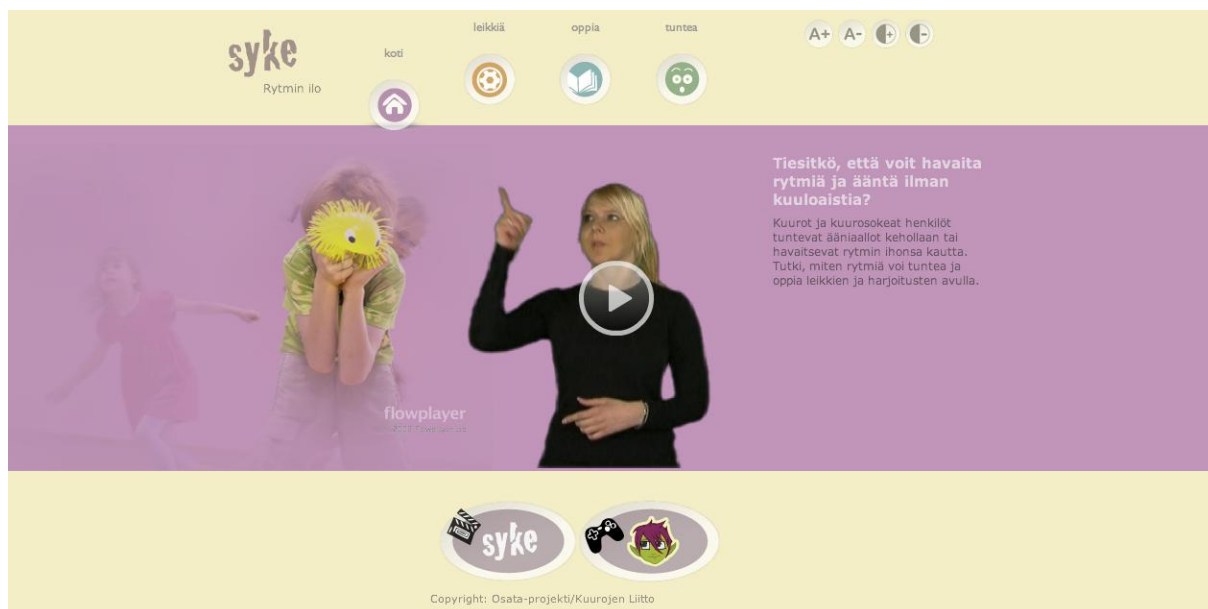 syke
Rytmin ilo
koti
leikkiä
oppia
tuntea
A+
A-
Tiesitkö, että voit havaita
rytmiä ja ääntä ilman
kuuloaistia?
Kuurot ja kuurosokeat henkilöt
tuntevat ääniaallot kehollaan tai
havaitsevat rytmin ihonsa kautta.
Tutki, miten rytmiä voi tuntea ja
oppia leikkien ja harjoitusten avulla.
flowplayer
syke
Copyright: Osata-projekti/Kuurojen Liitto